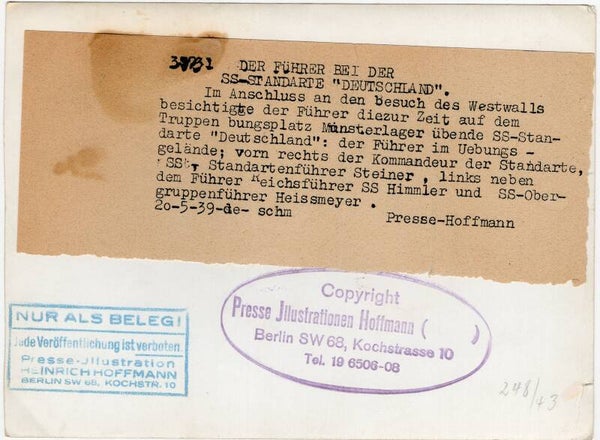 DER FÜHRER BEI DER
SS-STANDARTE "DEUTSCHLAND".
Im Anschluss an den besuch des Westwalls
besichtigte der Führer diazur Zeit auf dem
Truppen bungsplatz Münsterlager übende SS-Stan-
darte "Deutschland": der Führer im Uebungs-
gelände; vorn rechts der Kommandeur der Standarte,
SS- Standartenführer Steiner, links neben
dem Führer Reichsführer SS Himmler und SS-Ober-
gruppenführer Heissmeyer.
2o-5-39-de- schm Presse-Hoffmann
NUR ALS BELEG!
Jede Veröffentlichung ist verboten.
Presse-Jllustration
HEINRICH HOFFMANN
BERLIN SW 68, KOCHSTR. 10
Copyright
Presse Jllustrationen Hoffmann ( )
Berlin SW 68, Kochstrasse 10
Tel. 19 6506-08
248/43